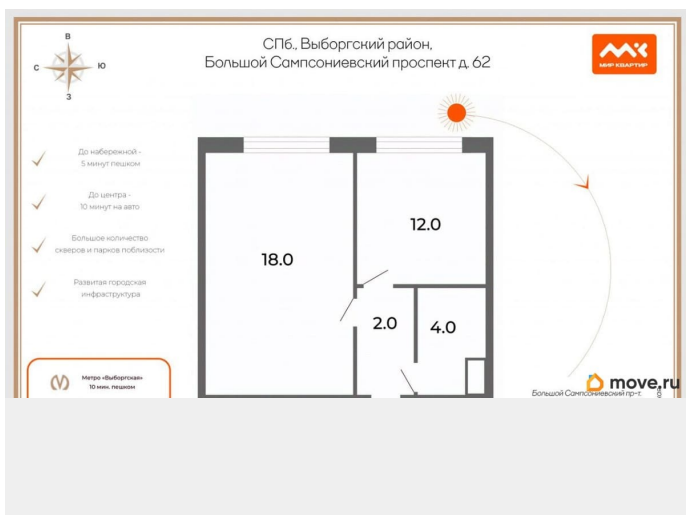 СПб., Выборгский район,
Большой Сампсониевский проспект д. 62
МИР КВАРТИР
В
С
Ю
З
До набережной -
5 минут пешком
До центра -
10 минут на авто
Большое количество
скверов и парков поблизости
Развитая городская
инфраструктура
Метро «Выборгская»
10 мин. пешком
18.0
12.0
2.0
4.0
move.ru
Большой Сампсониевский пр-т.